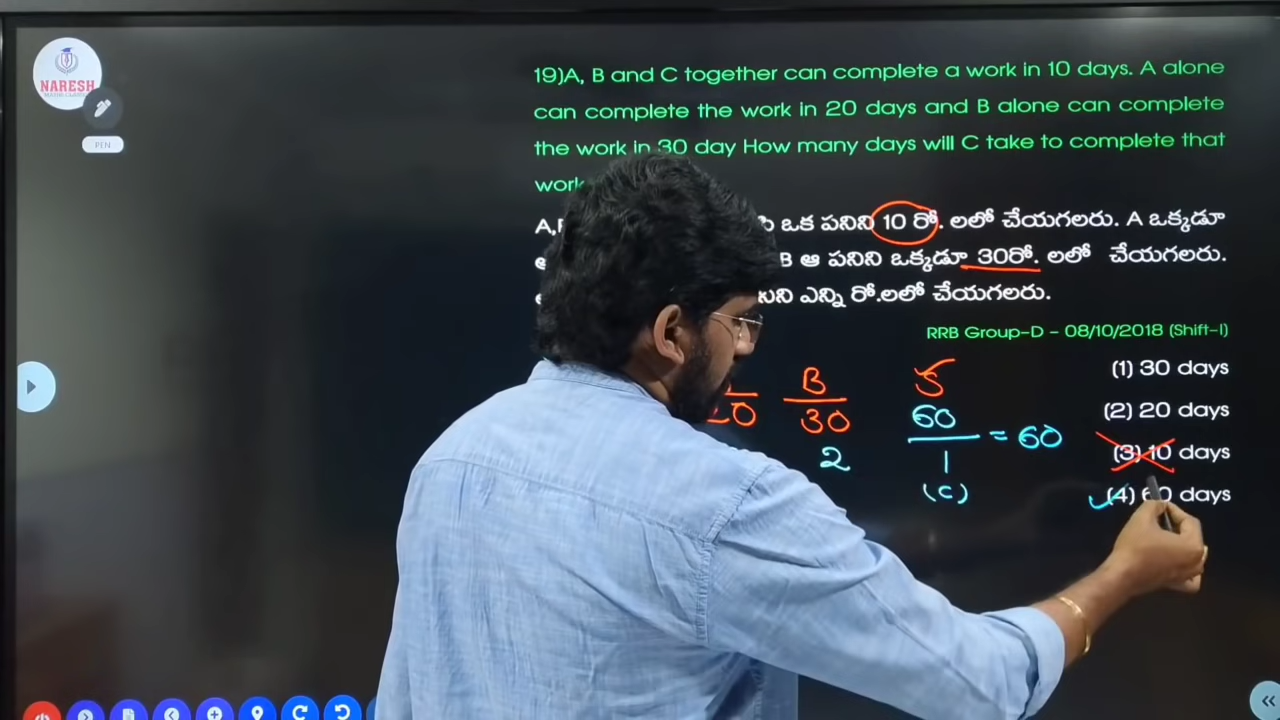 NARESH
PEN
19)A, B and C together can complete a work in 10 days. A alone
can complete the work in 20 days and B alone can complete
the work in 30 day How many days will C take to complete that
work
A, ఒక పనిని 10 రో. లలో చేయగలరు. A ఒక్కడూ
B ఆ పనిని ఒక్కడూ 30రో. లలో చేయగలరు.
ఎన్ని రో.లలో చేయగలరు.
RRB Group-D - 08/10/2018 (Shift-I)
(1) 30 days
(2) 20 days
(3) 10 days
(4) 60 days
B
30
2
60
1
= 60
(C)